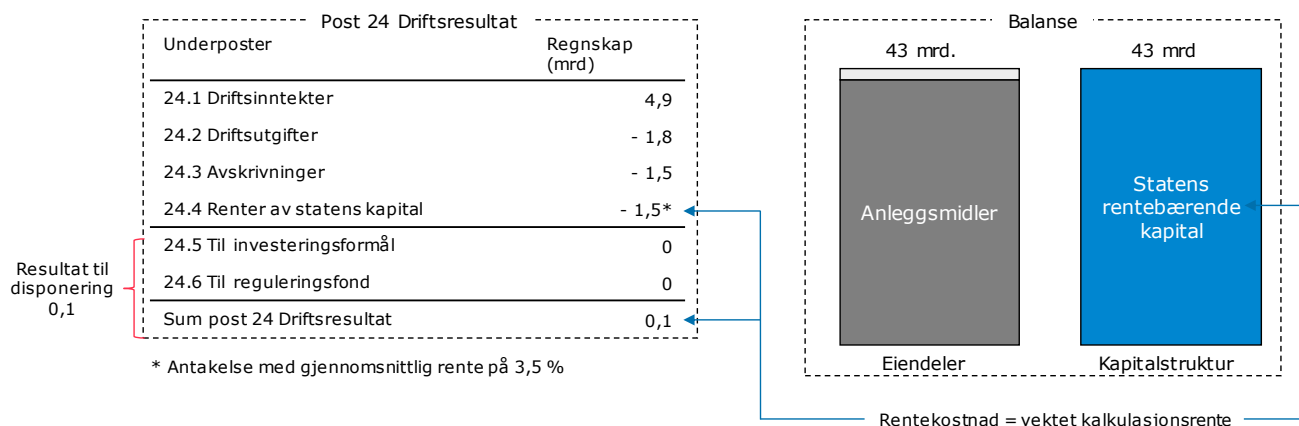 Post 24 Driftsresultat
Underposter Regnskap
(mrd)
24.1 Driftsinntekter 4,9
24.2 Driftsutgifter - 1,8
24.3 Avskrivninger - 1,5
24.4 Renter av statens kapital - 1,5*
24.5 Til investeringsformål 0
24.6 Til reguleringsfond 0
Sum post 24 Driftsresultat 0,1
Resultat til
disponering
0,1
* Antakelse med gjennomsnittlig rente på 3,5 %
Balanse
43 mrd. 43 mrd
Anleggsmidler
Statens
rentebærende
kapital
Eiendeler Kapitalstruktur
Rentekostnad = vektet kalkulasjonsrente